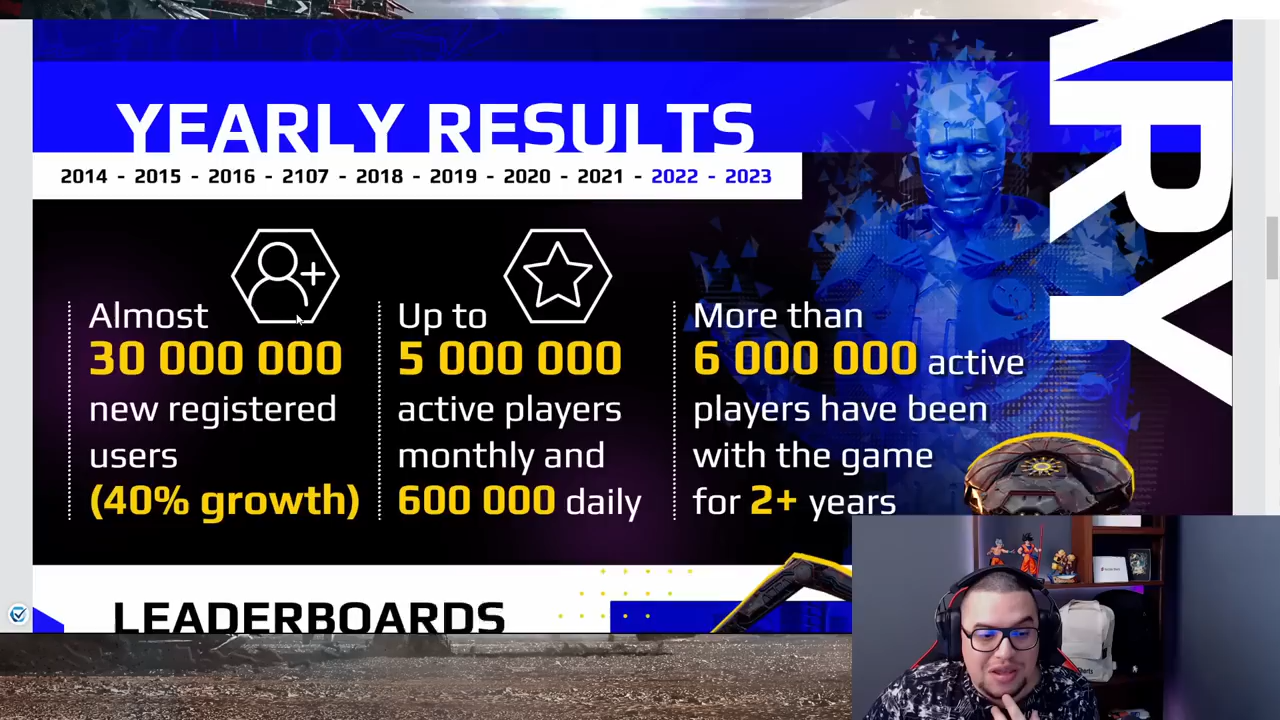 YEARLY RESULTS
2014 - 2015 - 2016 - 2107 - 2018 - 2019 - 2020 - 2021 - 2022 - 2023
Almost
30 000 000
new registered
users
(40% growth)
Up to
5 000 000
active players
monthly and
600 000 daily
More than
6 000 000 active
players have been
with the game
for 2+ years
RY
LEADERBOARDS